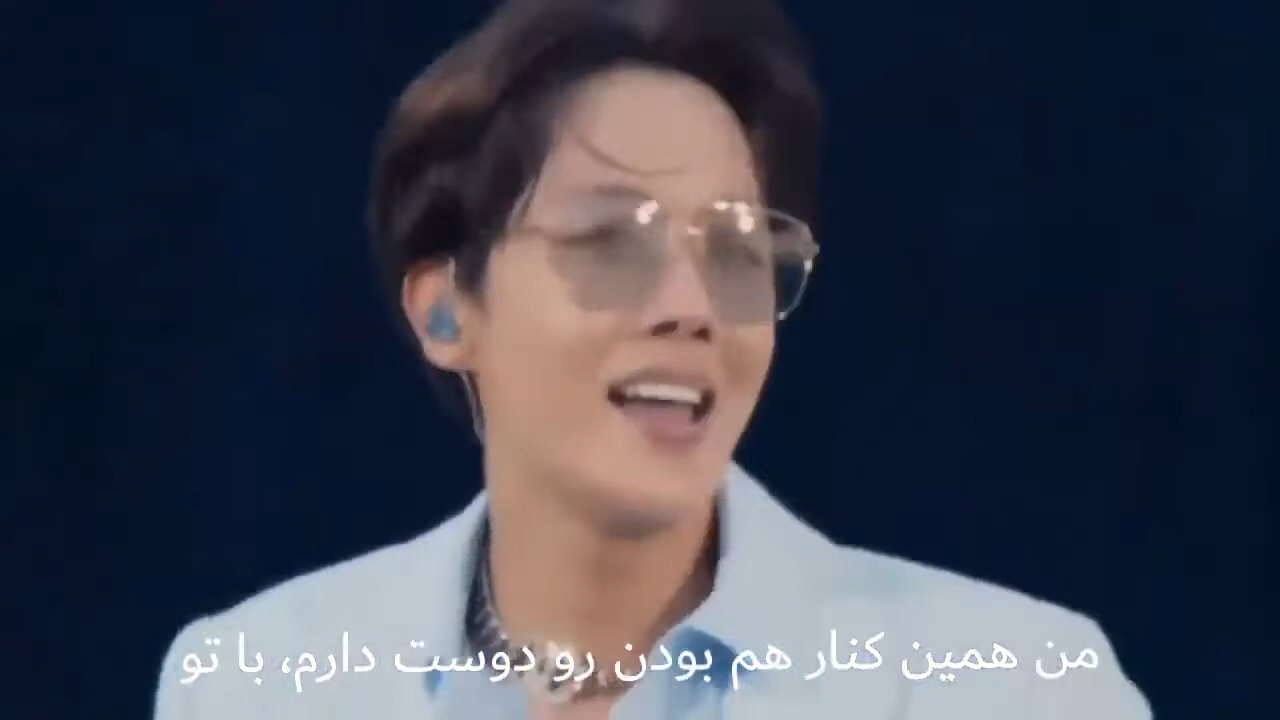 من همین کنار هم بودن رو دوست دارم، با تو